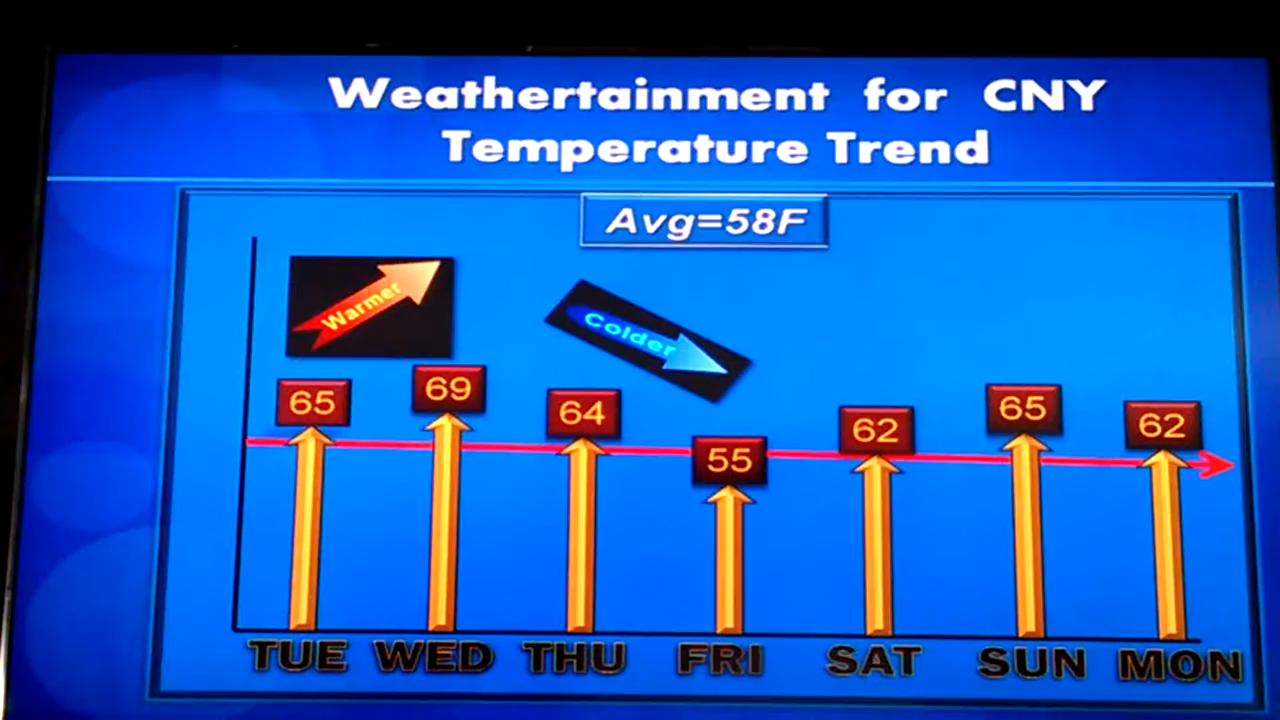 Weathertainment for CNY
Temperature Trend
Avg=58F
Warmer
Colder
65 69 64 55 62 65 62
TUE WED THU FRI SAT SUN MON